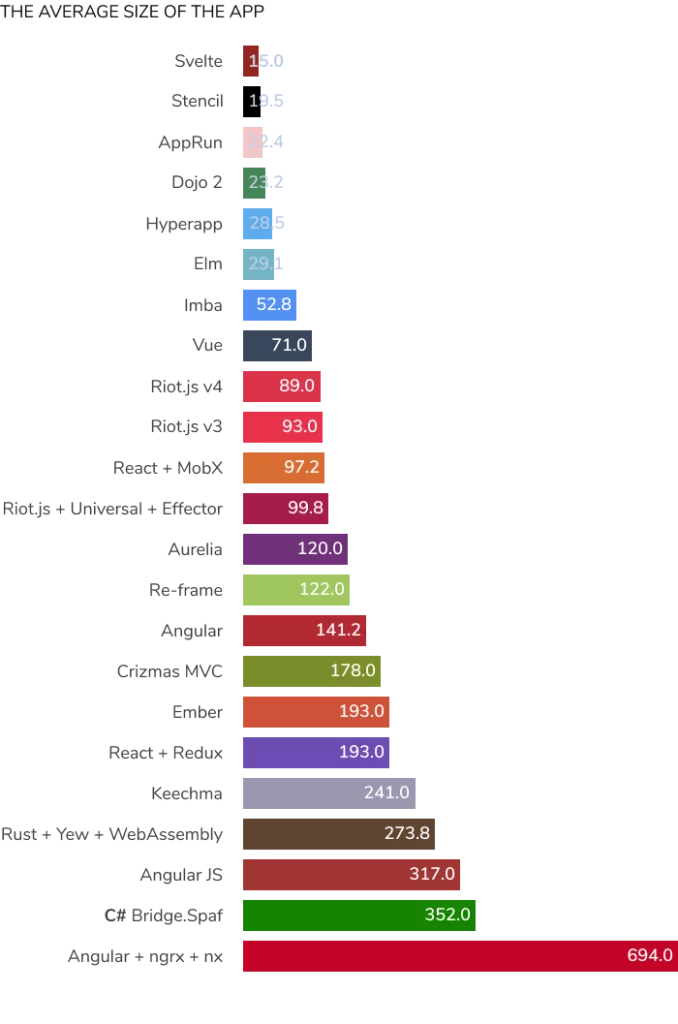 THE AVERAGE SIZE OF THE APP
Svelte 15.0
Stencil 19.5
AppRun 22.4
Dojo 2 23.2
Hyperapp 28.5
Elm 29.1
Imba 52.8
Vue 71.0
Riot.js v4 89.0
Riot.js v3 93.0
React + MobX 97.2
Riot.js + Universal + Effector 99.8
Aurelia 120.0
Re-frame 122.0
Angular 141.2
Crizmas MVC 178.0
Ember 193.0
React + Redux 193.0
Keechma 241.0
Rust + Yew + WebAssembly 273.8
Angular JS 317.0
C# Bridge.Spaf 352.0
Angular + ngrx + nx 694.0